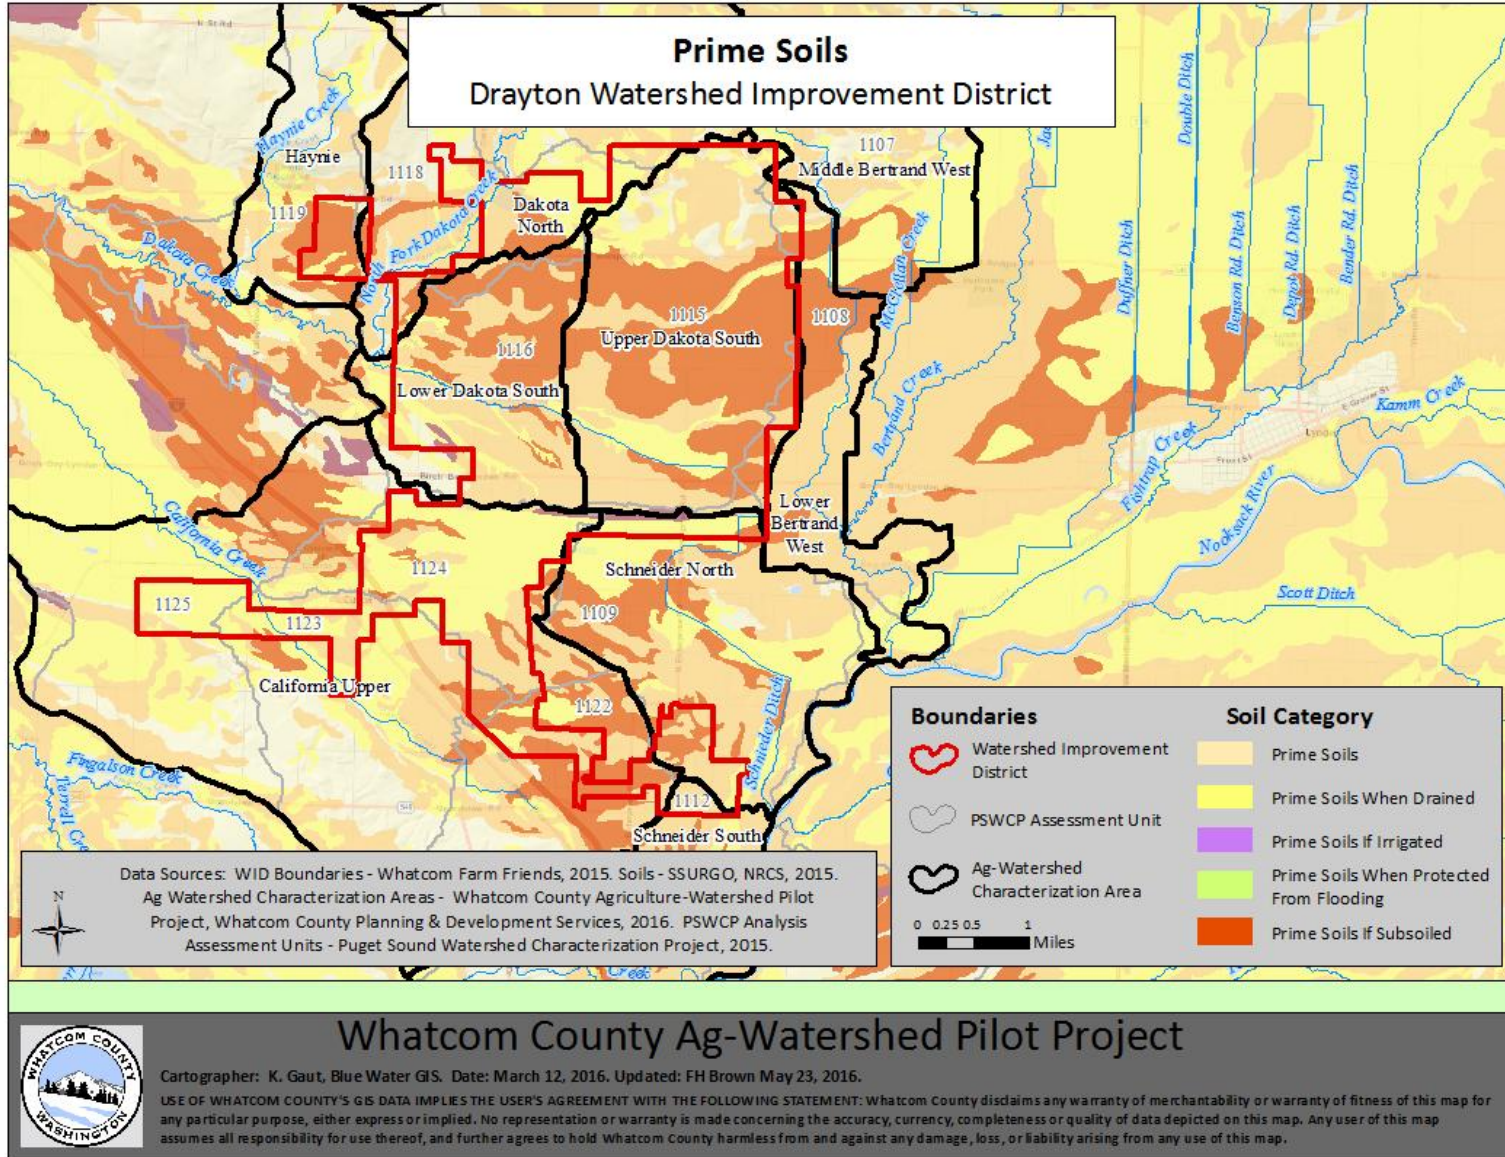 Prime Soils
Drayton Watershed Improvement District
Haynie Creek
Haynie
1118
1119
Dakota Creek
North Fork Dakota Creek
Dakota
North
1107
Middle Bertrand West
McClellan Creek
Double Ditch
Duffner Ditch
Benson Rd. Ditch
Depot Rd. Ditch
Bender Rd. Ditch
1115
Upper Dakota South
1108
1116
Lower Dakota South
Bertrand Creek
Kamm Creek
Fishtrap Creek
Nooksack River
Scott Ditch
Lower
Bertrand
West
California Creek
1124
Schneider North
1125
1123
1109
California Upper
1122
Schnieder Ditch
1112
Schneider South
Fingalson Creek
Creek
E Grover St
Front St
Boundaries
Watershed Improvement
District
PSWCP Assessment Unit
Ag-Watershed
Characterization Area
0 0.25 0.5 1
Miles
Soil Category
Prime Soils
Prime Soils When Drained
Prime Soils If Irrigated
Prime Soils When Protected
From Flooding
Prime Soils If Subsoiled
N
Data Sources: WID Boundaries - Whatcom Farm Friends, 2015. Soils - SSURGO, NRCS, 2015.
Ag Watershed Characterization Areas - Whatcom County Agriculture-Watershed Pilot
Project, Whatcom County Planning & Development Services, 2016. PSWCP Analysis
Assessment Units - Puget Sound Watershed Characterization Project, 2015.
WHATCOM COUNTY
WASHINGTON
Whatcom County Ag-Watershed Pilot Project
Cartographer: K. Gaut, Blue Water GIS. Date: March 12, 2016. Updated: FH Brown May 23, 2016.
USE OF WHATCOM COUNTY'S GIS DATA IMPLIES THE USER'S AGREEMENT WITH THE FOLLOWING STATEMENT: Whatcom County disclaims any warranty of merchantability or warranty of fitness of this map for
any particular purpose, either express or implied. No representation or warranty is made concerning the accuracy, currency, completeness or quality of data depicted on this map. Any user of this map
assumes all responsibility for use thereof, and further agrees to hold Whatcom County harmless from and against any damage, loss, or liability arising from any use of this map.